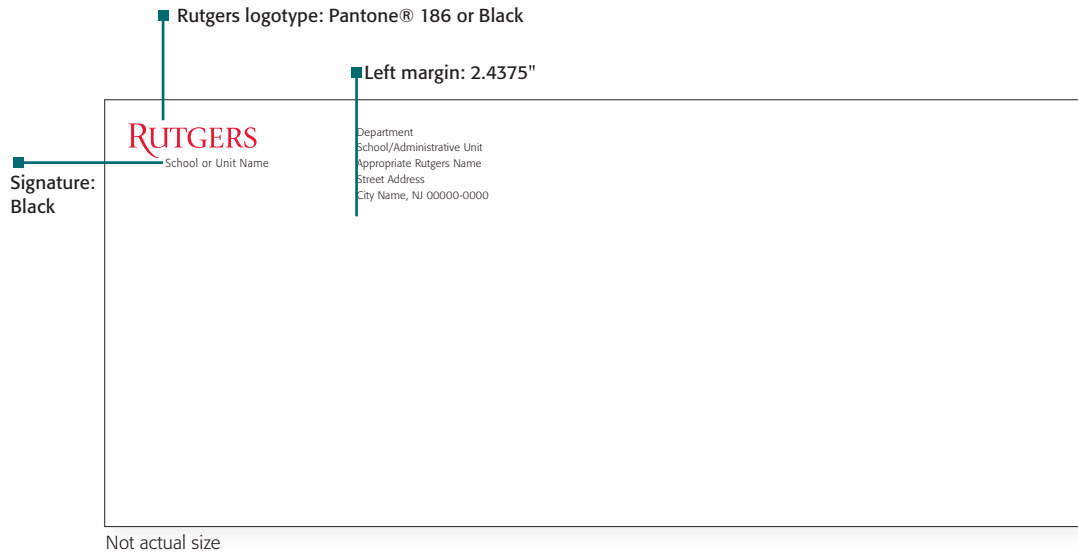 Rutgers logotype: Pantone® 186 or Black
Left margin: 2.4375"
RUTGERS
School or Unit Name
Department
School/Administrative Unit
Appropriate Rutgers Name
Street Address
City Name, NJ 00000-0000
Signature:
Black
Not actual size